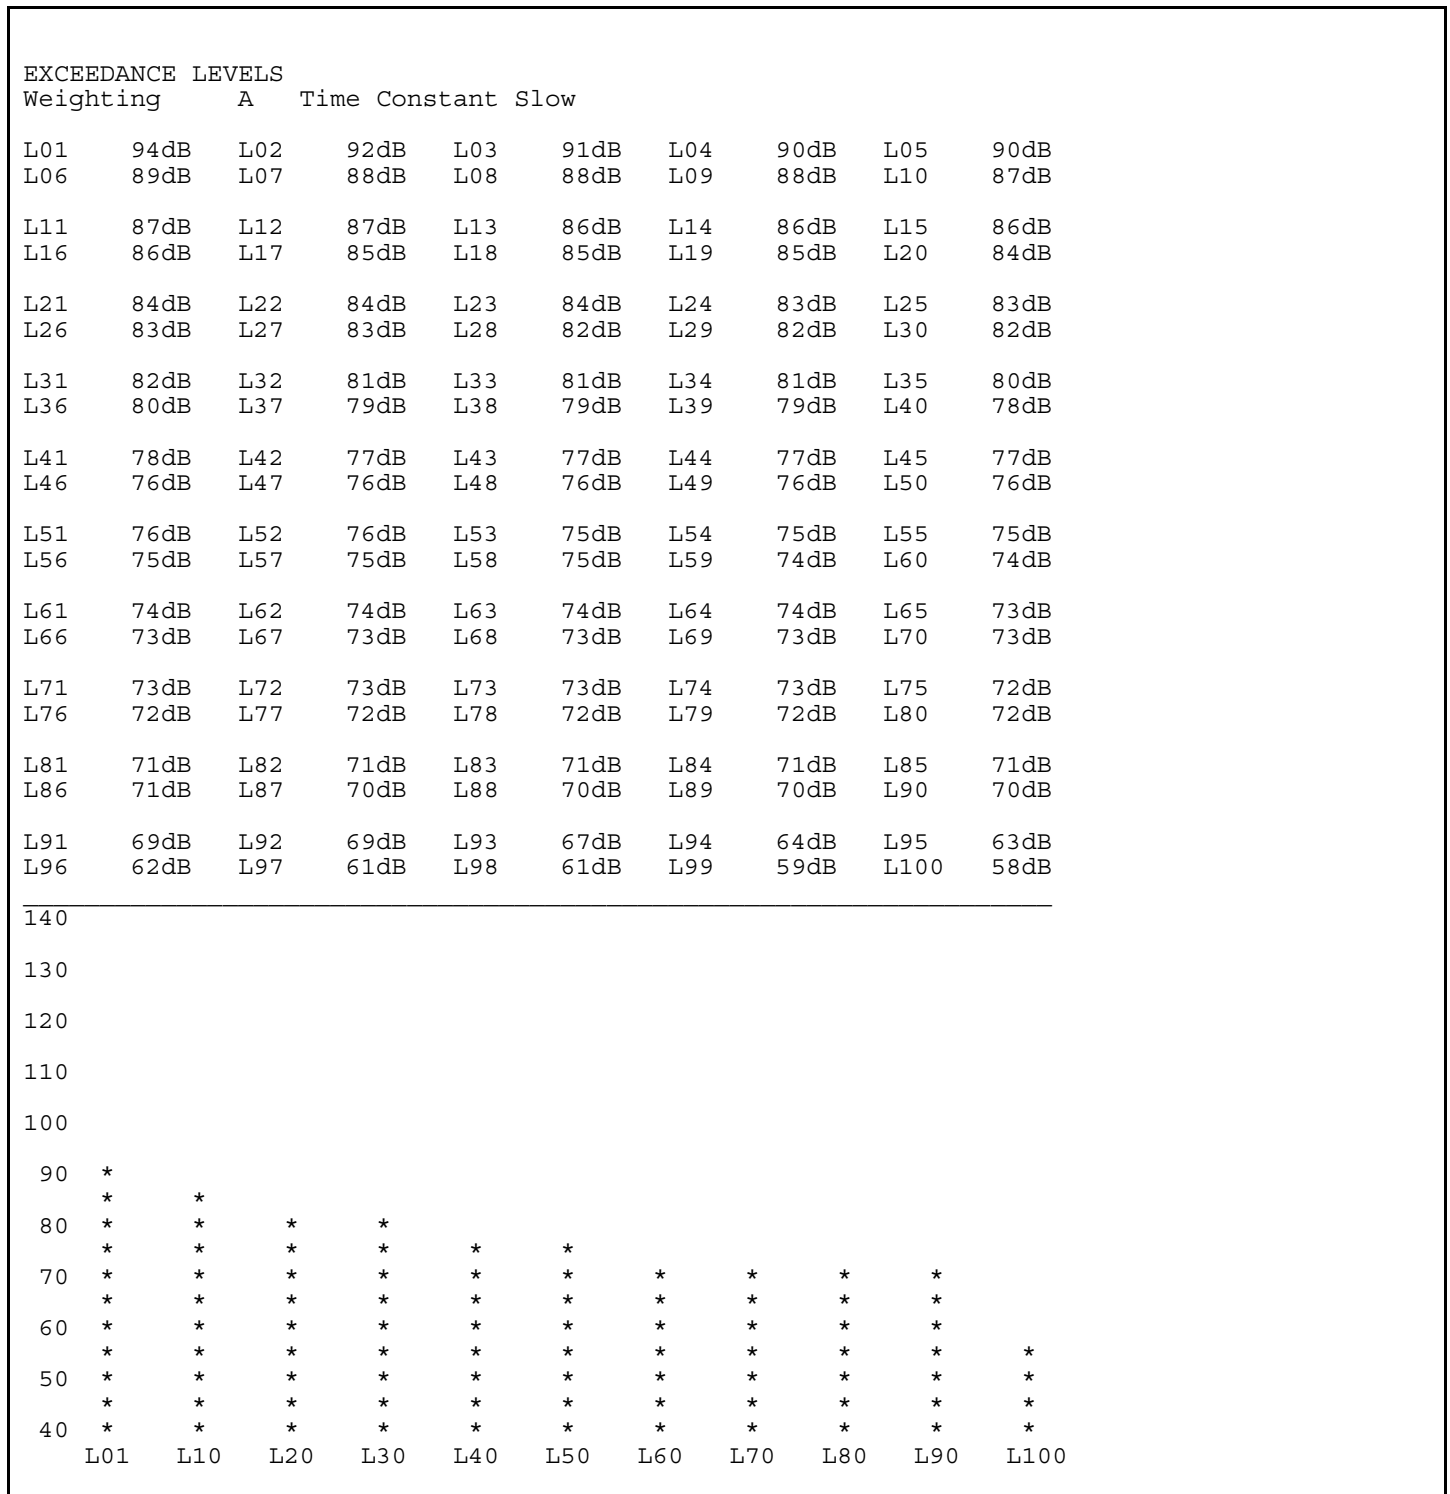 EXCEEDANCE LEVELS
Weighting A Time Constant Slow
L01 94dB L02 92dB L03 91dB L04 90dB L05 90dB
L06 89dB L07 88dB L08 88dB L09 88dB L10 87dB
L11 87dB L12 87dB L13 86dB L14 86dB L15 86dB
L16 86dB L17 85dB L18 85dB L19 85dB L20 84dB
L21 84dB L22 84dB L23 84dB L24 83dB L25 83dB
L26 83dB L27 83dB L28 82dB L29 82dB L30 82dB
L31 82dB L32 81dB L33 81dB L34 81dB L35 80dB
L36 80dB L37 79dB L38 79dB L39 79dB L40 78dB
L41 78dB L42 77dB L43 77dB L44 77dB L45 77dB
L46 76dB L47 76dB L48 76dB L49 76dB L50 76dB
L51 76dB L52 76dB L53 75dB L54 75dB L55 75dB
L56 75dB L57 75dB L58 75dB L59 74dB L60 74dB
L61 74dB L62 74dB L63 74dB L64 74dB L65 73dB
L66 73dB L67 73dB L68 73dB L69 73dB L70 73dB
L71 73dB L72 73dB L73 73dB L74 73dB L75 72dB
L76 72dB L77 72dB L78 72dB L79 72dB L80 72dB
L81 71dB L82 71dB L83 71dB L84 71dB L85 71dB
L86 71dB L87 70dB L88 70dB L89 70dB L90 70dB
L91 69dB L92 69dB L93 67dB L94 64dB L95 63dB
L96 62dB L97 61dB L98 61dB L99 59dB L100 58dB
140
130
120
110
100
90 *
* *
80 * * * *
* * * * * *
70 * * * * * * * * * *
* * * * * * * * * *
60 * * * * * * * * * *
* * * * * * * * * * *
50 * * * * * * * * * * *
* * * * * * * * * * *
40 * * * * * * * * * * *
L01 L10 L20 L30 L40 L50 L60 L70 L80 L90 L100